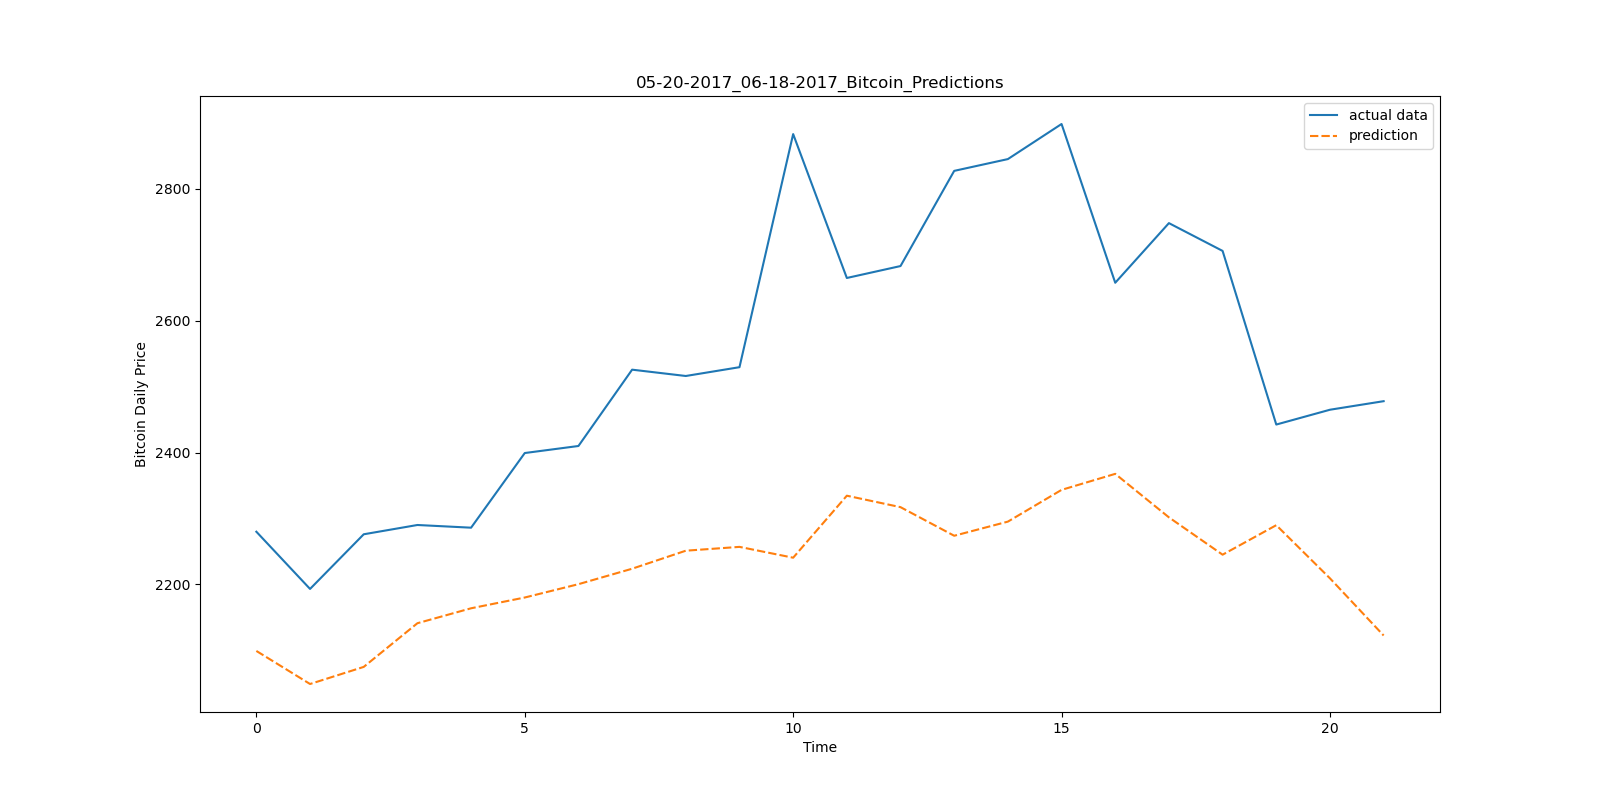 05-20-2017_06-18-2017_Bitcoin_Predictions
actual data
prediction
Bitcoin Daily Price
2800
2600
2400
2200
0 5 10 15 20
Time